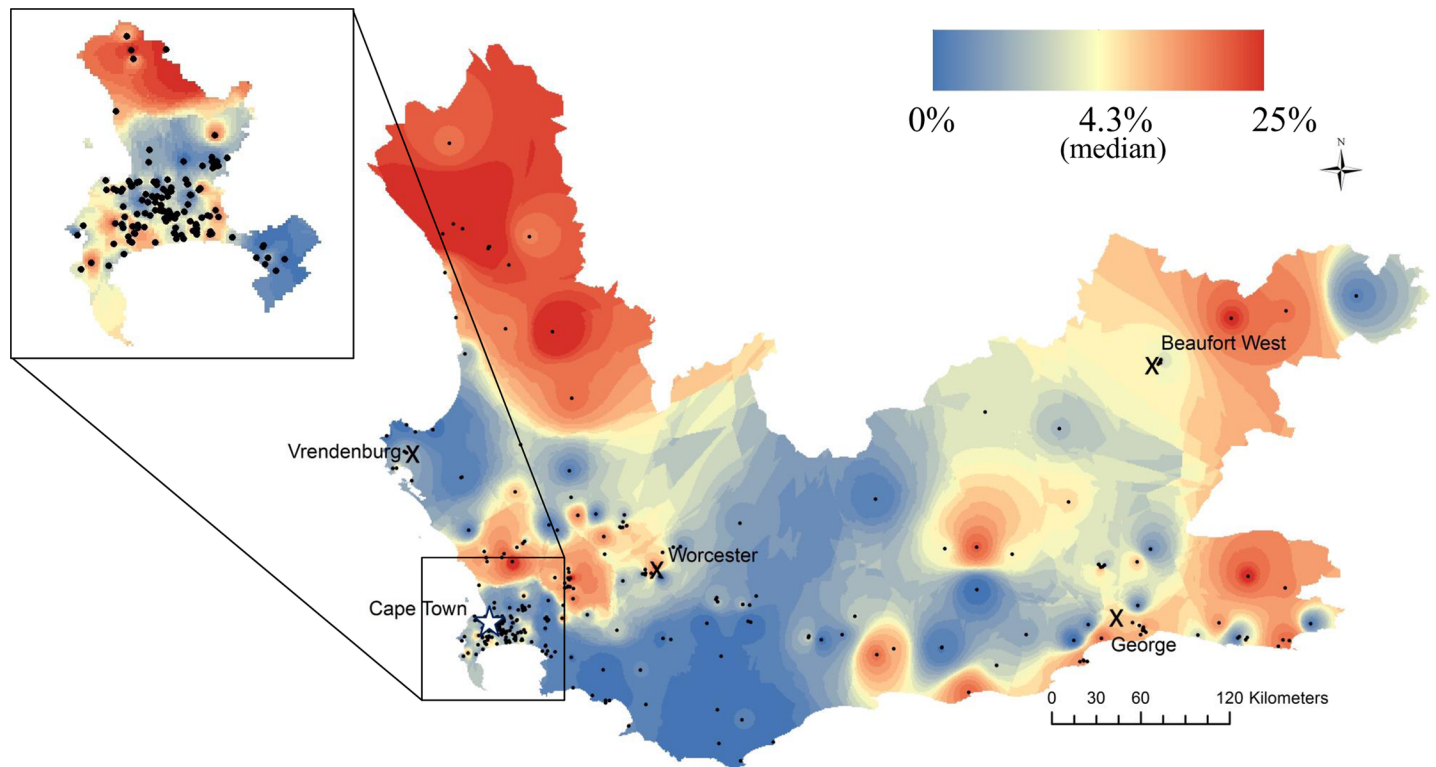 0% 4.3% 25%
(median)
N
Beaufort West
Vrendenburg
Worcester
Cape Town
George
0 30 60 120 Kilometers